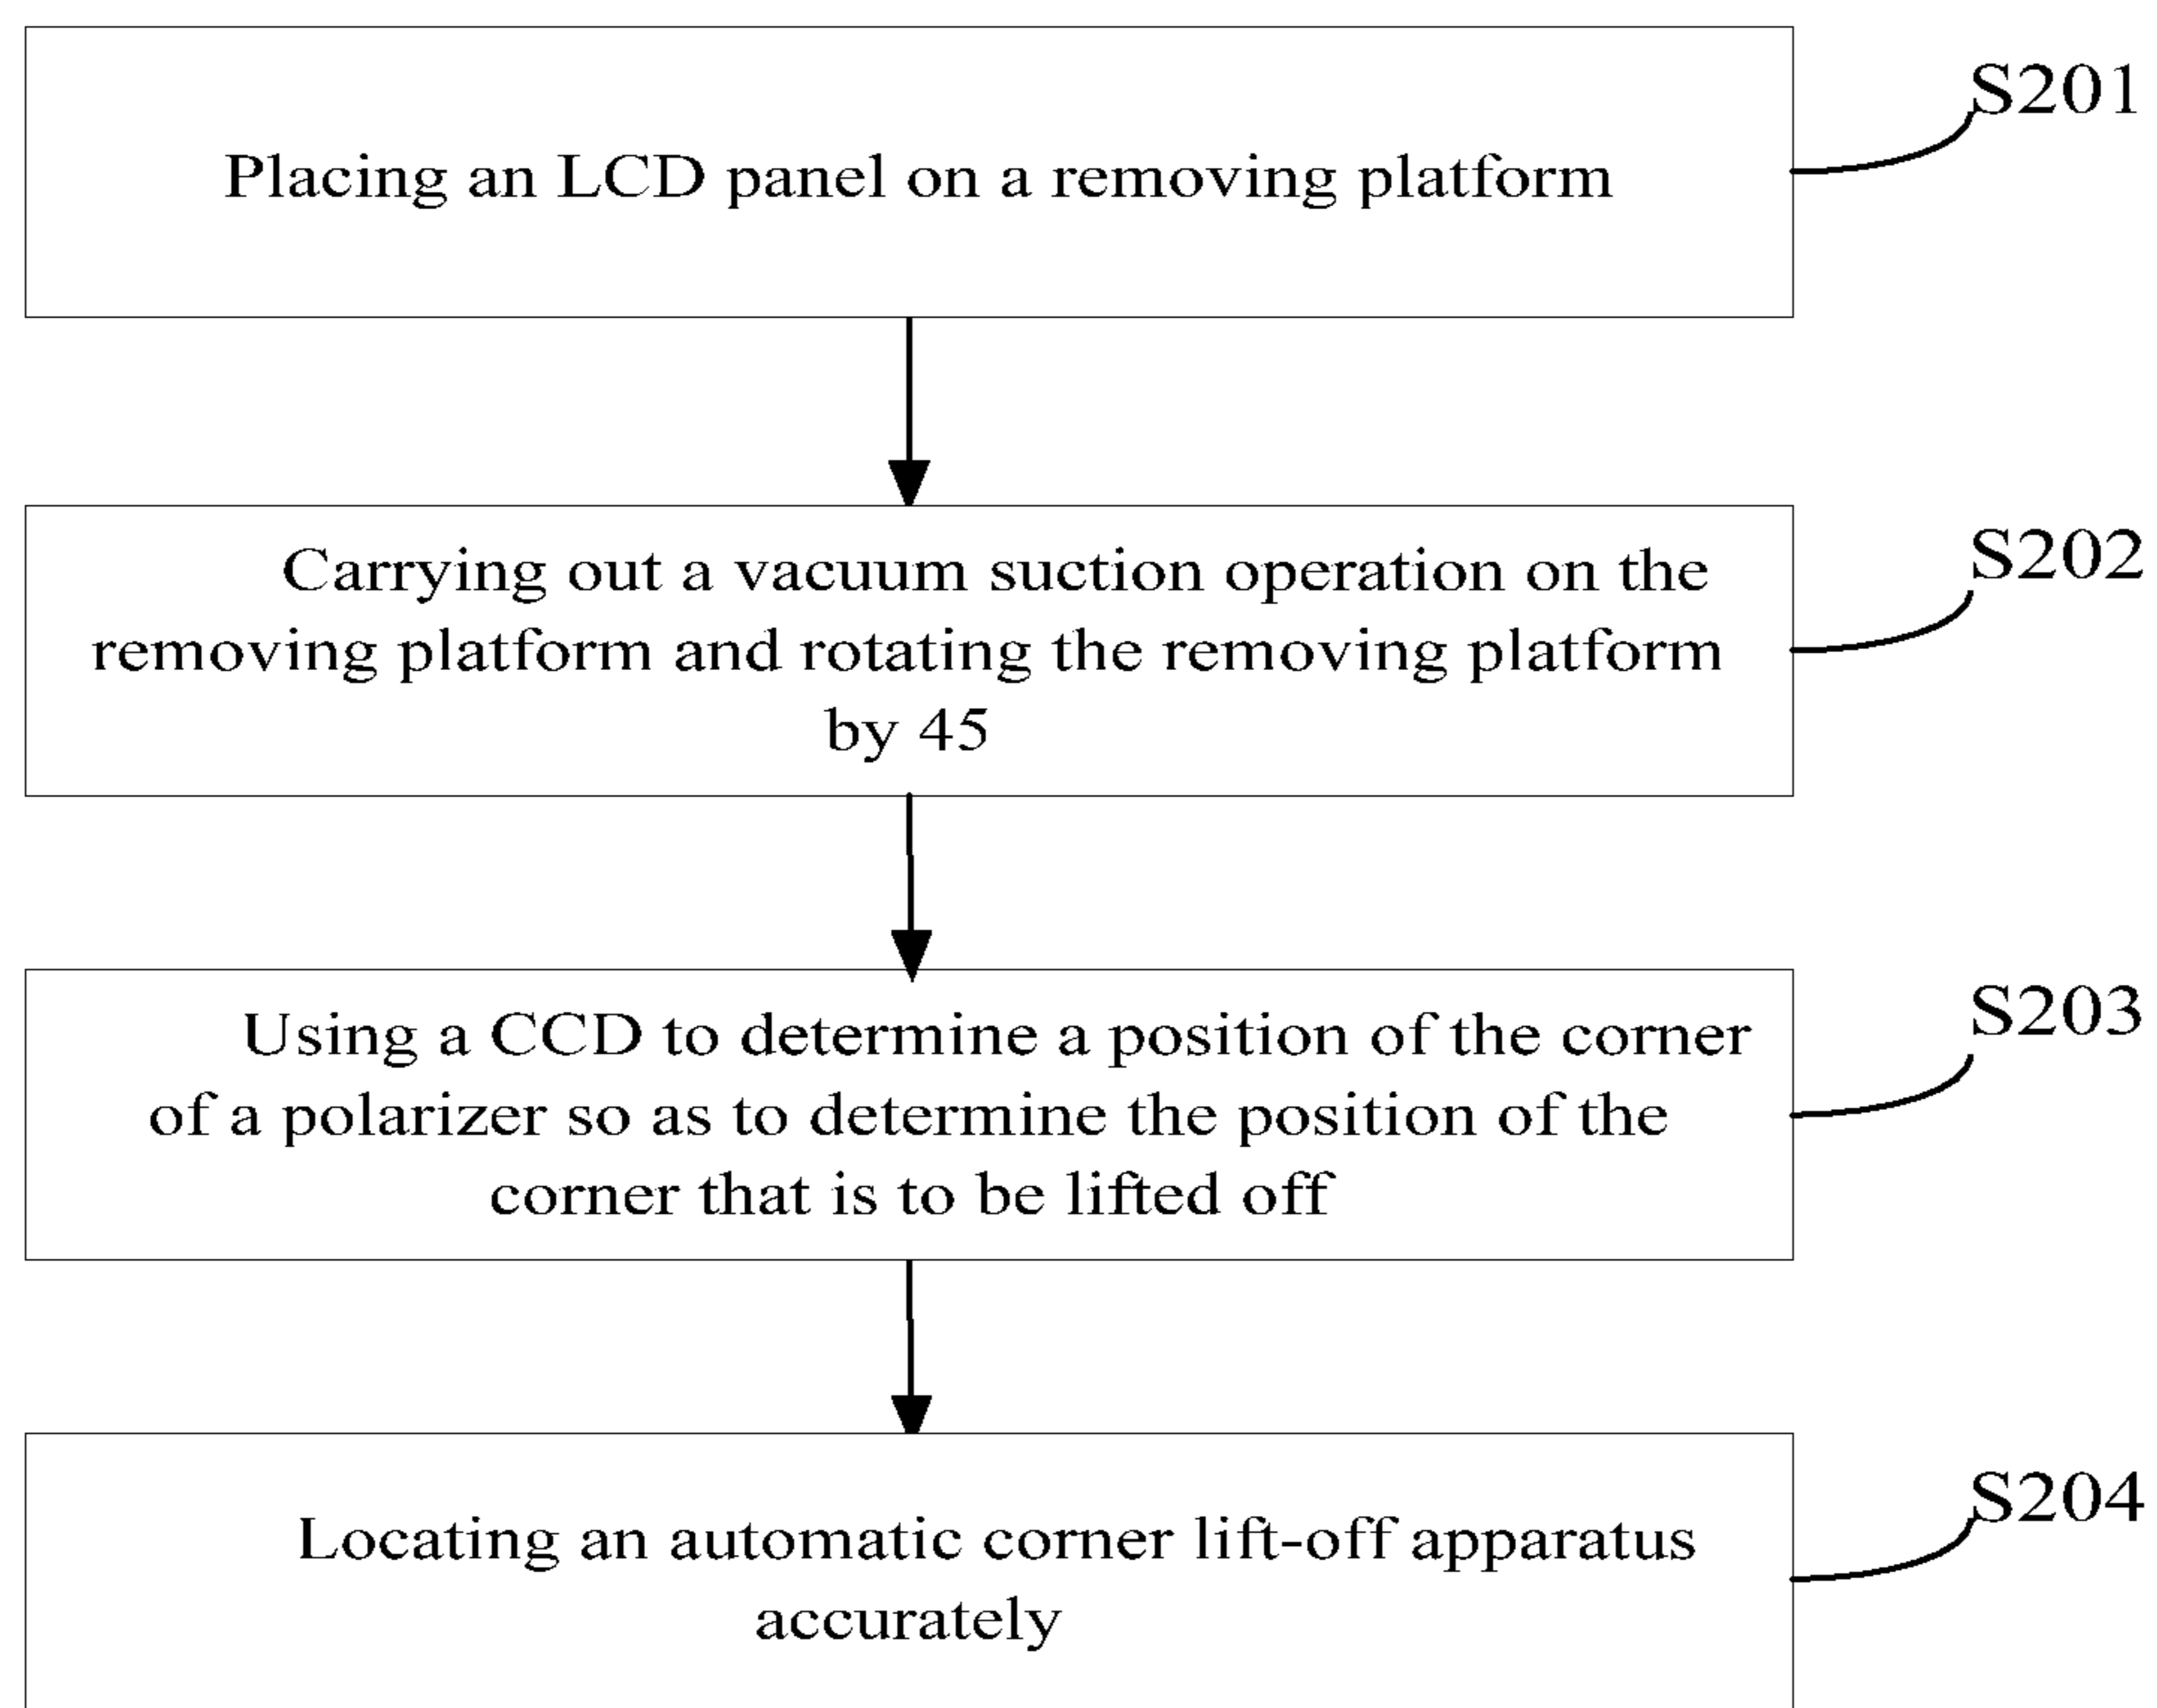 S201
Placing an LCD panel on a removing platform
S202
Carrying out a vacuum suction operation on the
removing platform and rotating the removing platform
by 45
S203
Using a CCD to determine a position of the corner
of a polarizer so as to determine the position of the
corner that is to be lifted off
S204
Locating an automatic corner lift-off apparatus
accurately